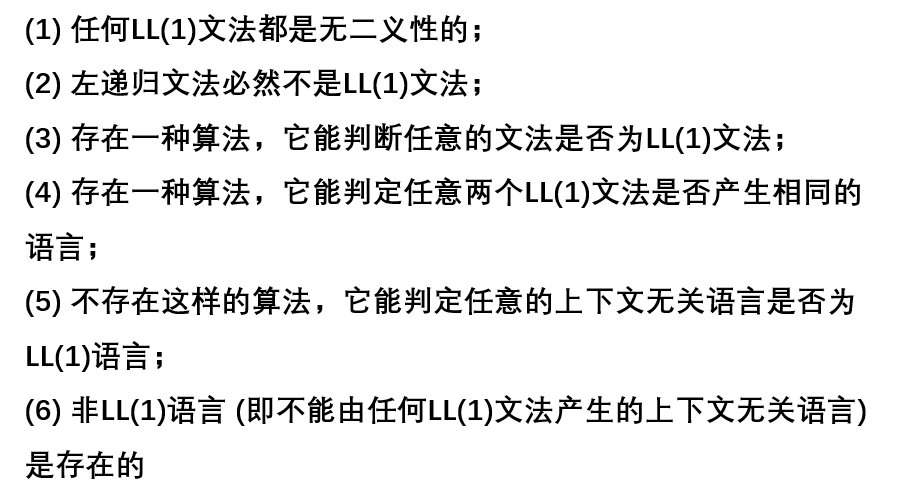 (1) 任何LL(1)文法都是无二义性的；
(2) 左递归文法必然不是LL(1)文法；
(3) 存在一种算法，它能判断任意的文法是否为LL(1)文法；
(4) 存在一种算法，它能判定任意两个LL(1)文法是否产生相同的
语言；
(5) 不存在这样的算法，它能判定任意的上下文无关语言是否为
LL(1)语言；
(6) 非LL(1)语言 (即不能由任何LL(1)文法产生的上下文无关语言)
是存在的